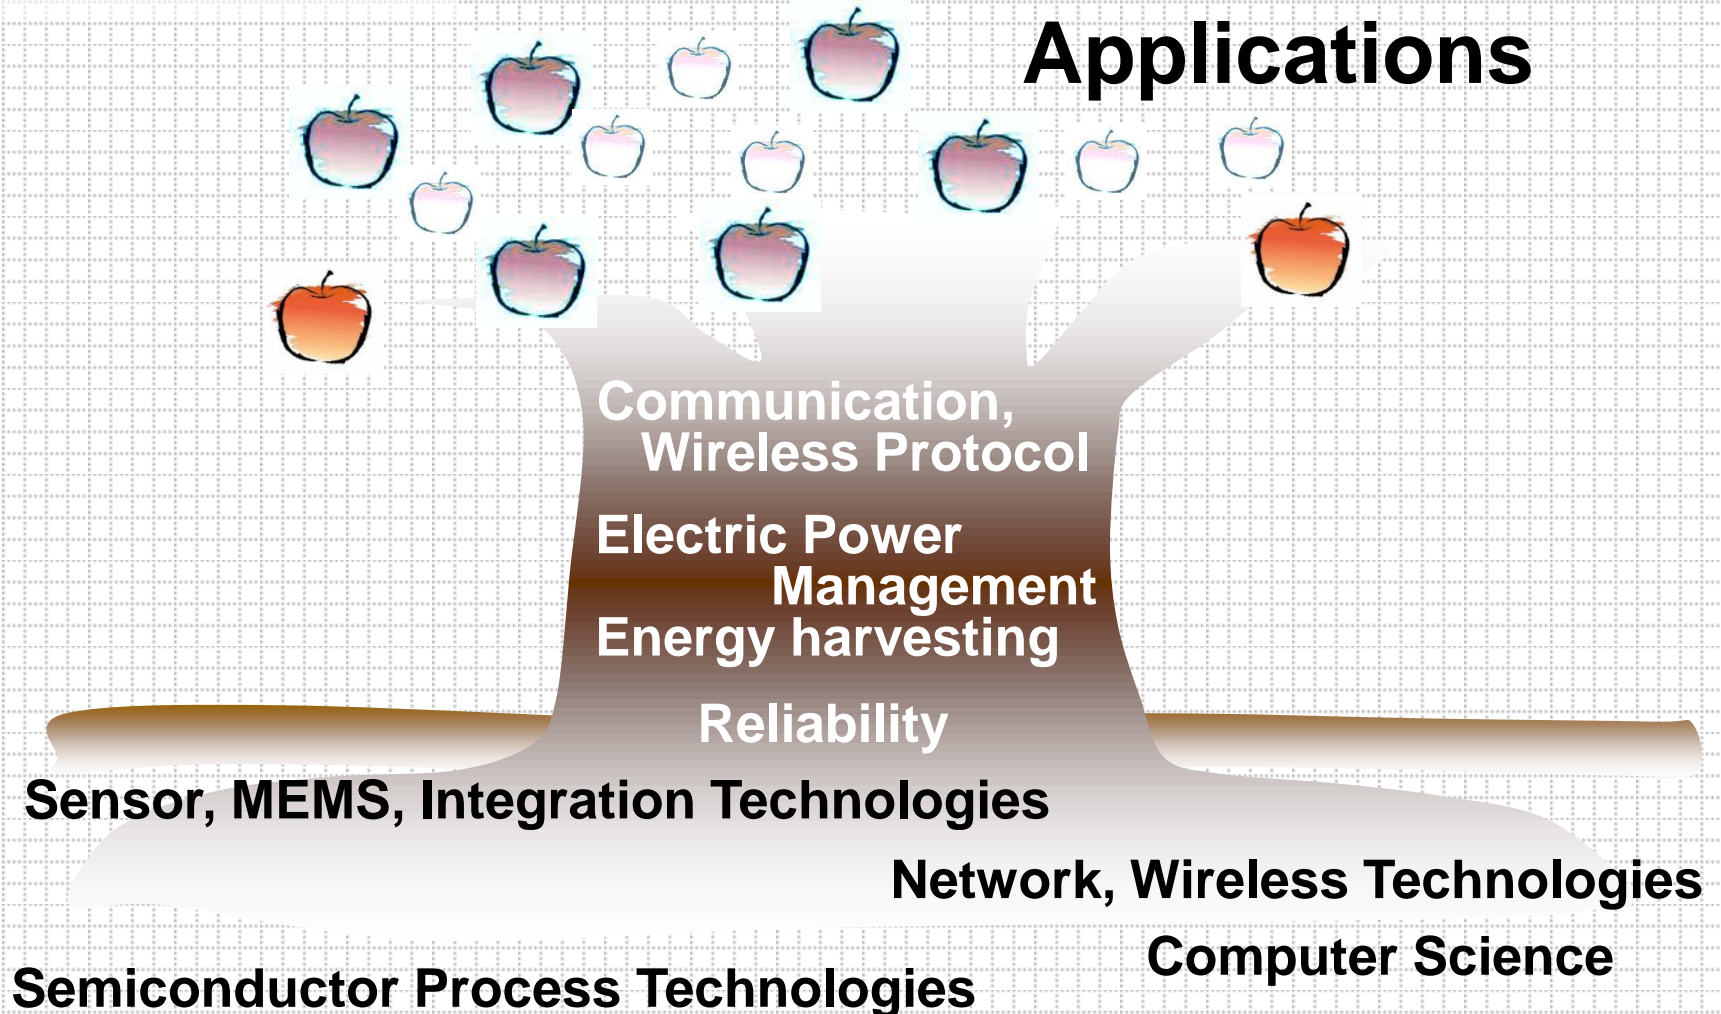 Applications
Communication,
Wireless Protocol
Electric Power
Management
Energy harvesting
Reliability
Sensor, MEMS, Integration Technologies
Network, Wireless Technologies
Computer Science
Semiconductor Process Technologies